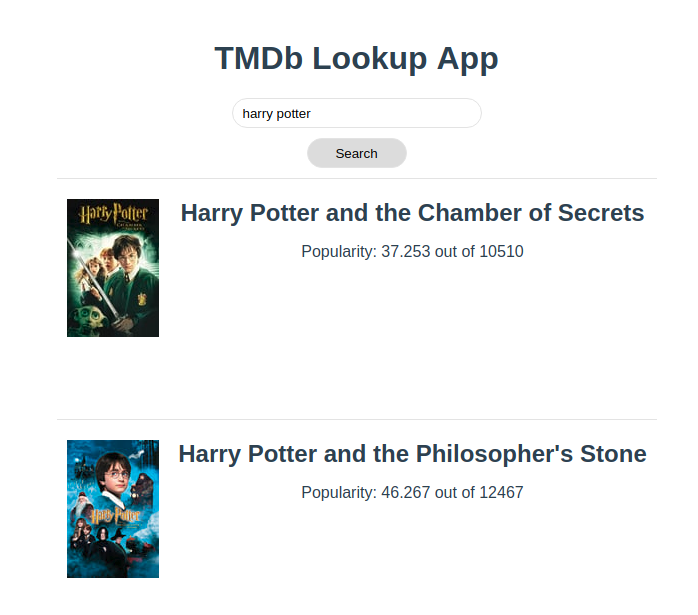 TMDb Lookup App
harry potter
Search
Harry Potter
Harry Potter and the Chamber of Secrets
Popularity: 37.253 out of 10510
Harry Potter and the Philosopher's Stone
Popularity: 46.267 out of 12467
Harry Potter